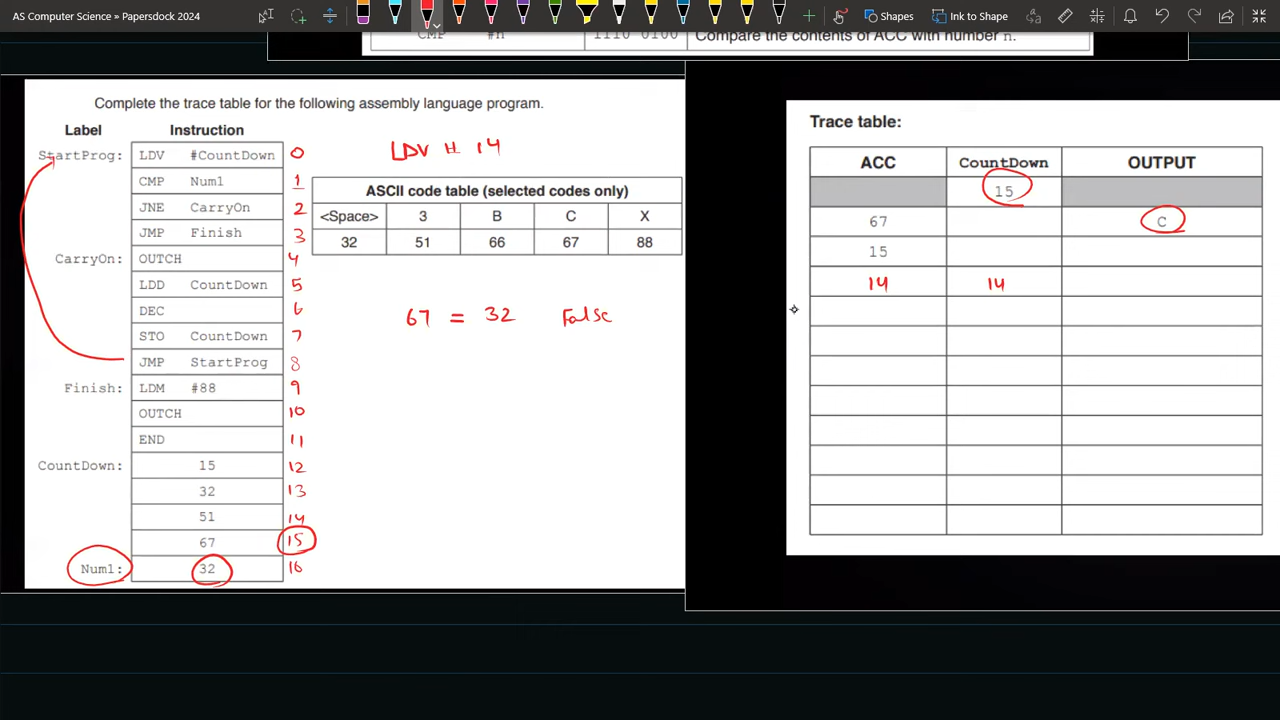 AS Computer Science » Papersdock 2024
Shapes
Ink to Shape
CMP #n 1110 0100 Compare the contents of ACC with number n.
Complete the trace table for the following assembly language program.
Label Instruction
StartProg: LDV #CountDown 0
CMP Num1 1
JNE CarryOn 2
JMP Finish 3
CarryOn: OUTCH 4
LDD CountDown 5
DEC 6
STO CountDown 7
JMP StartProg 8
Finish: LDM #88 9
OUTCH 10
END 11
CountDown: 15 12
32 13
51 14
67 15
Num1: 32 16
LDV # 14
ASCII code table (selected codes only)
<Space> 3 B C X
32 51 66 67 88
67 = 32 False
Trace table:
ACC CountDown OUTPUT
15
67 C
15
14 14